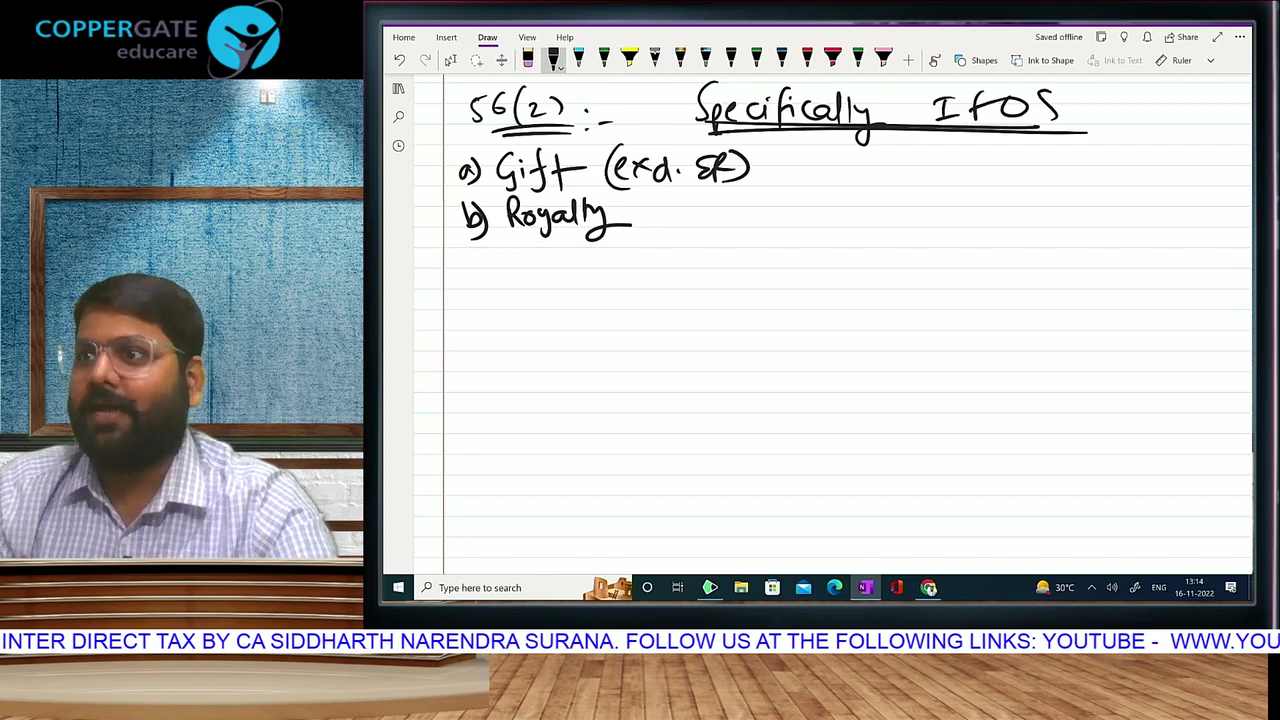 COPPERGATE
educare
Home Insert Draw View Help
Saved offline
Share
Shapes
Ink to Shape
Ink to Text
Ruler
56(2) :- Specifically IFOS
a) Gift (exd. SR)
b) Royalty
Type here to search
30°C
ENG
13:14
16-11-2022
INTER DIRECT TAX BY CA SIDDHARTH NARENDRA SURANA. FOLLOW US AT THE FOLLOWING LINKS: YOUTUBE - WWW.YOU